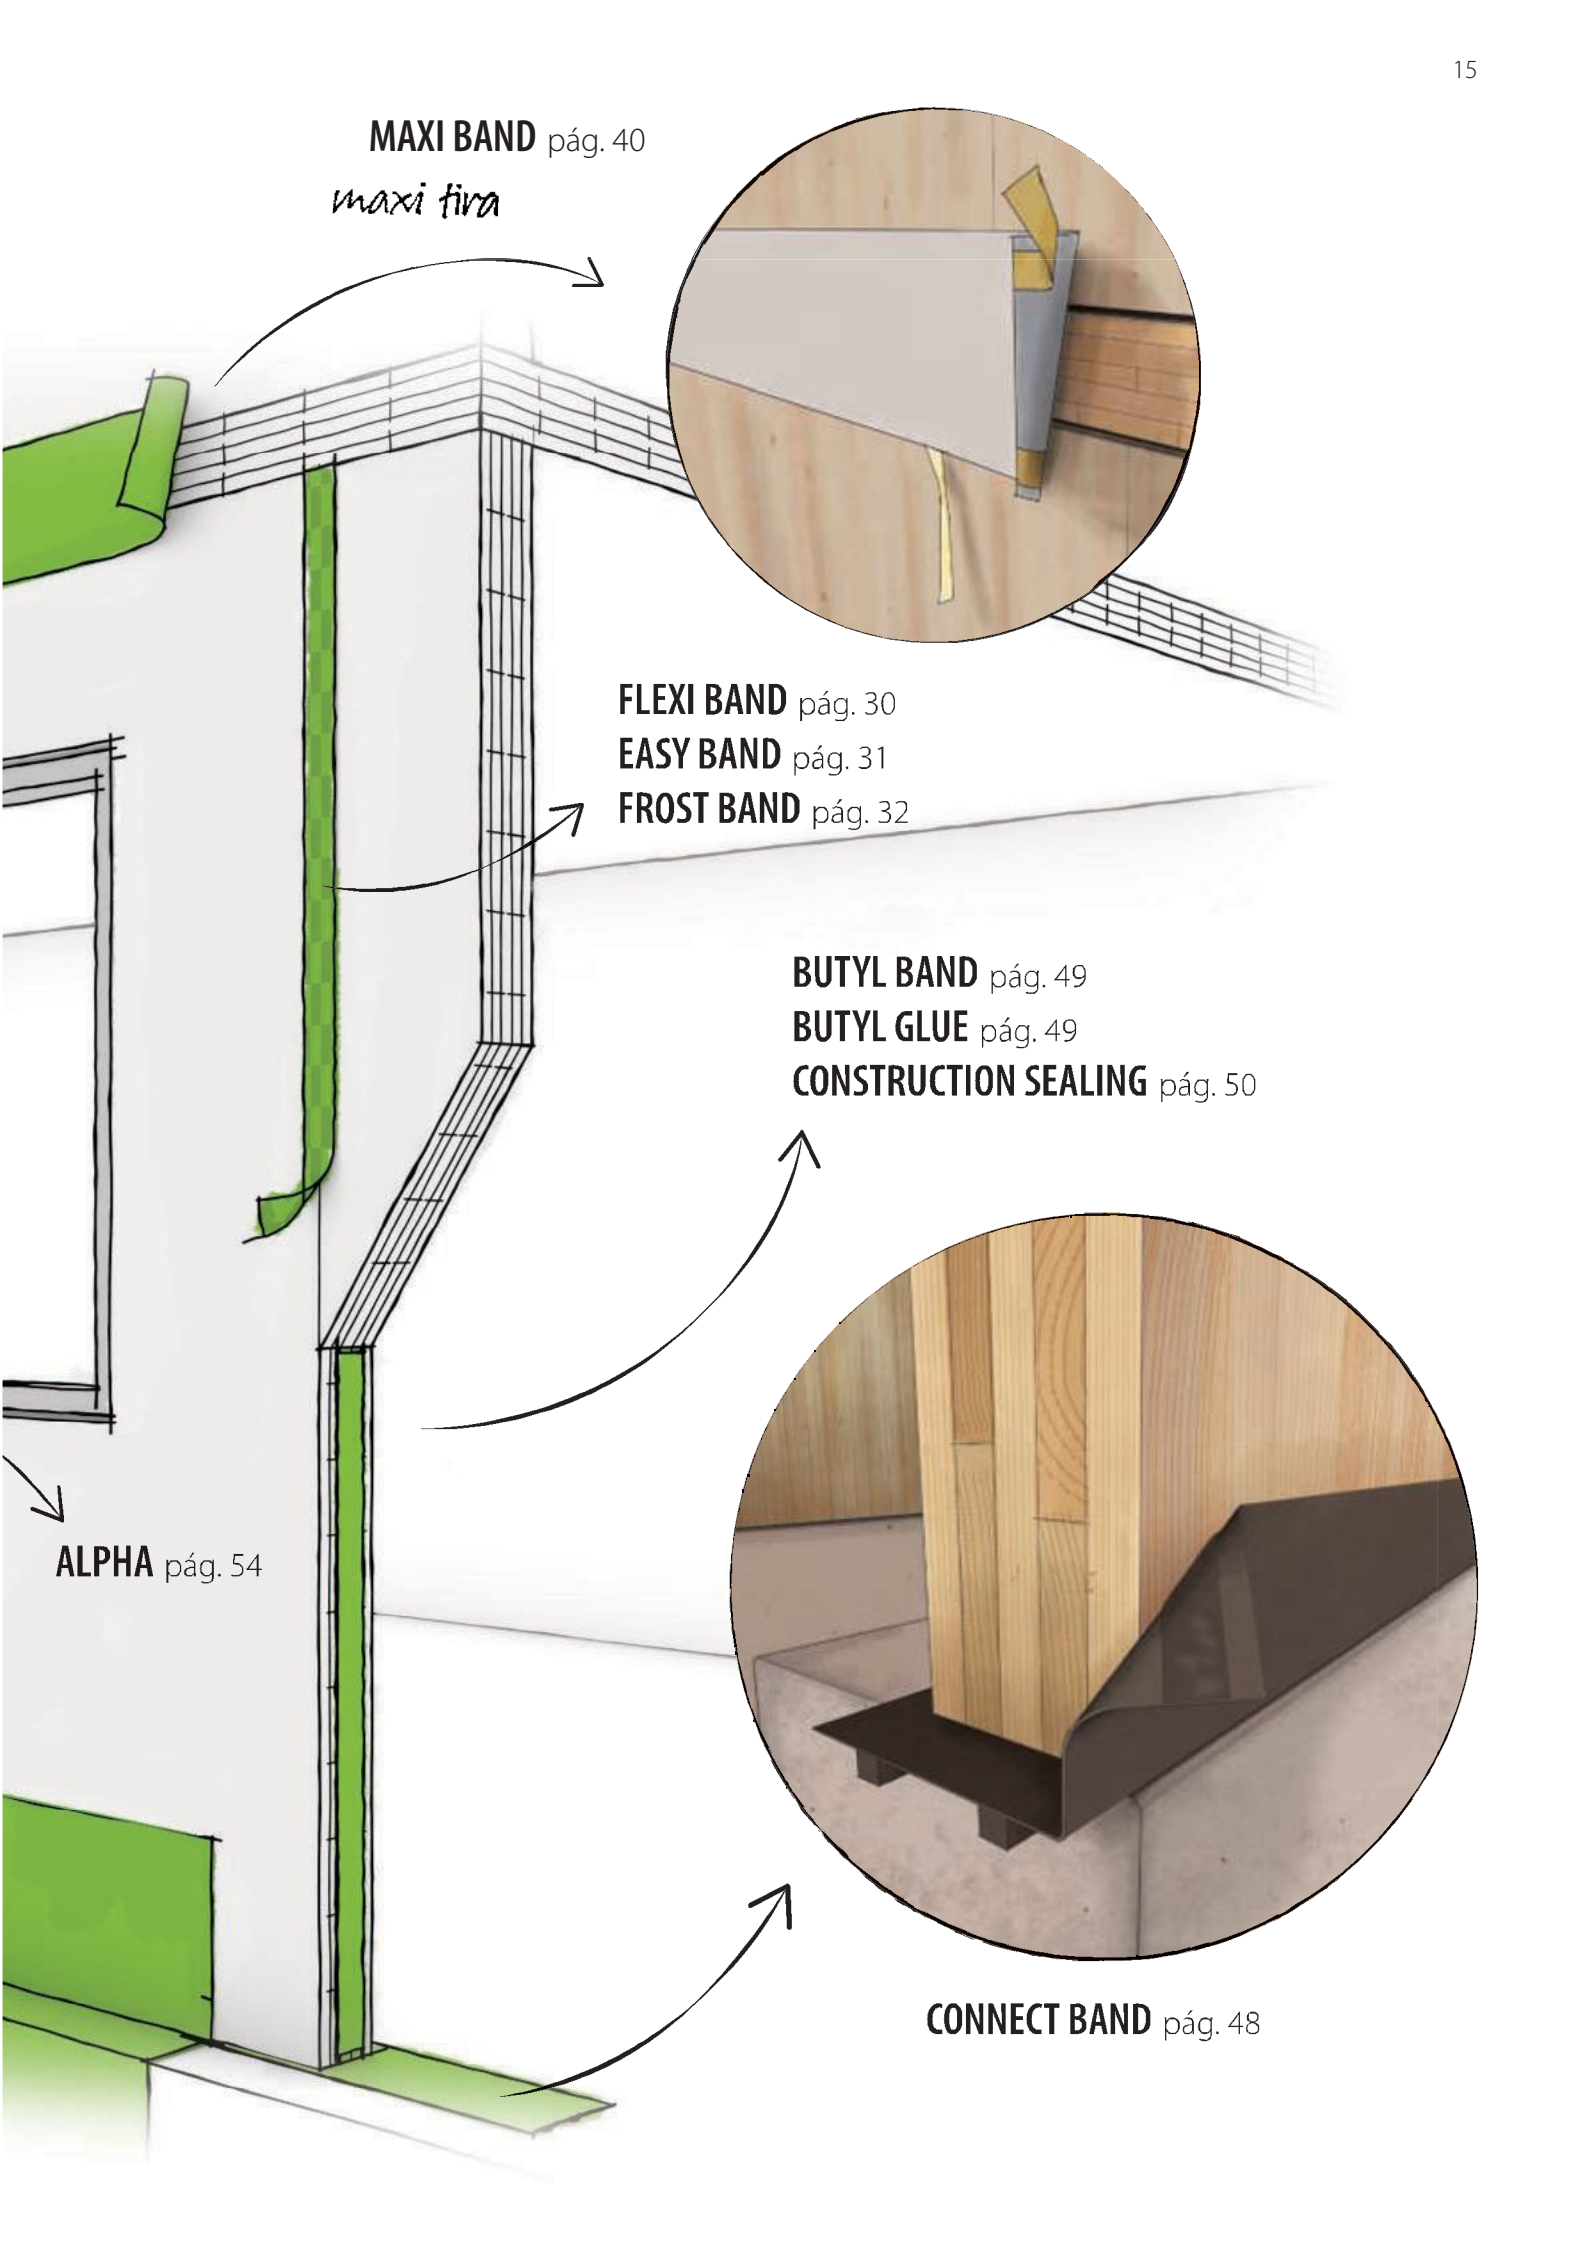 15
MAXI BAND pág. 40
maxi tira
FLEXI BAND pág. 30
EASY BAND pág. 31
FROST BAND pág. 32
BUTYL BAND pág. 49
BUTYL GLUE pág. 49
CONSTRUCTION SEALING pág. 50
ALPHA pág. 54
CONNECT BAND pág. 48